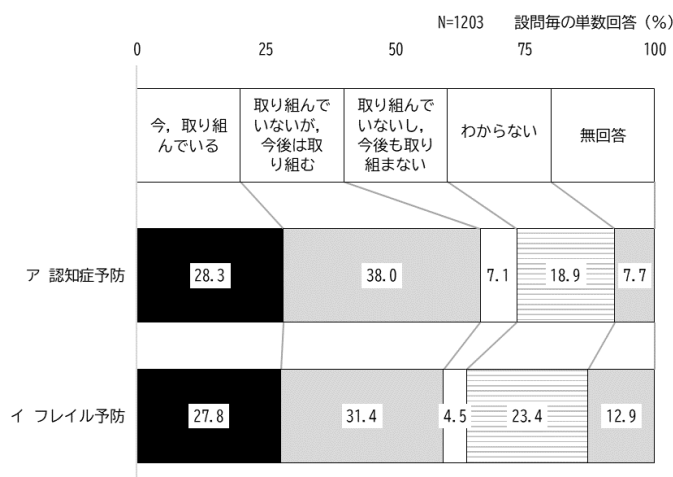 N=1203 設問毎の単数回答（％）
0 25 50 75 100
今，取り組
んでいる
取り組んで
いないが，
今後は取
り組む
取り組んで
いないし，
今後も取り
組まない
わからない
無回答
ア 認知症予防 28.3 38.0 7.1 18.9 7.7
イ フレイル予防 27.8 31.4 4.5 23.4 12.9